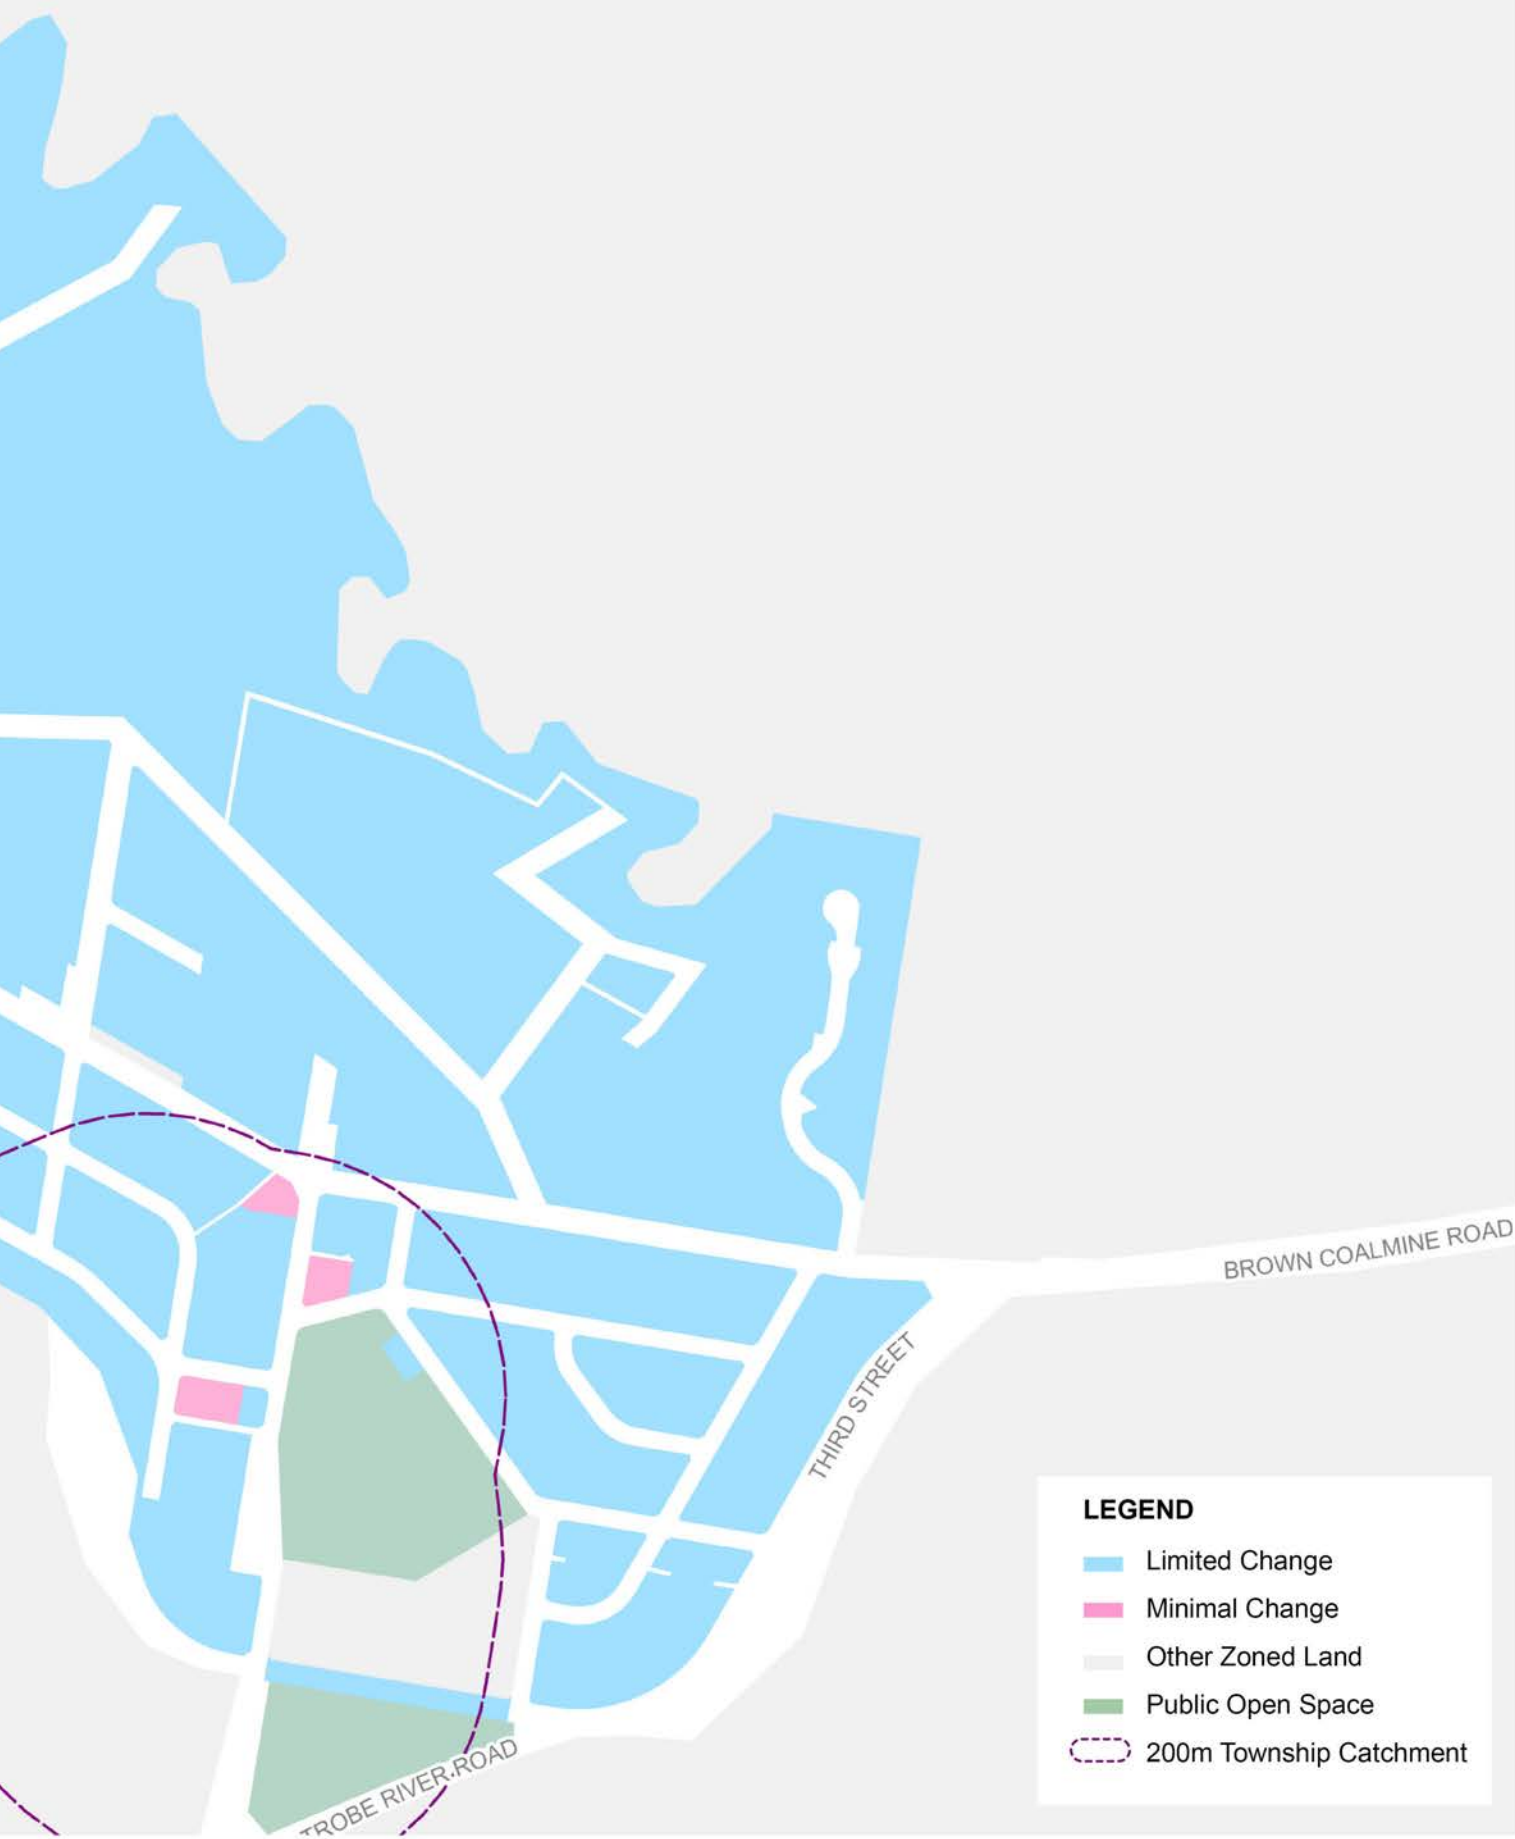 BROWN COALMINE ROAD
THIRD STREET
LEGEND
Limited Change
Minimal Change
Other Zoned Land
Public Open Space
200m Township Catchment
TROBE RIVER ROAD